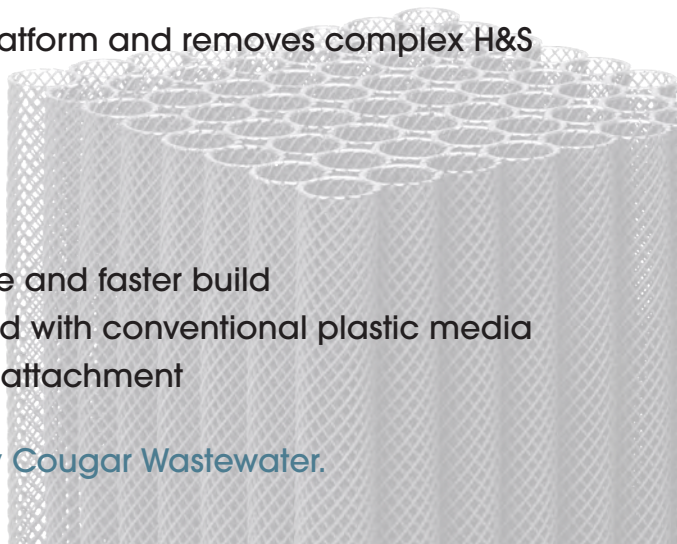 atform and removes complex H&S
e and faster build
d with conventional plastic media
attachment
Cougar Wastewater.